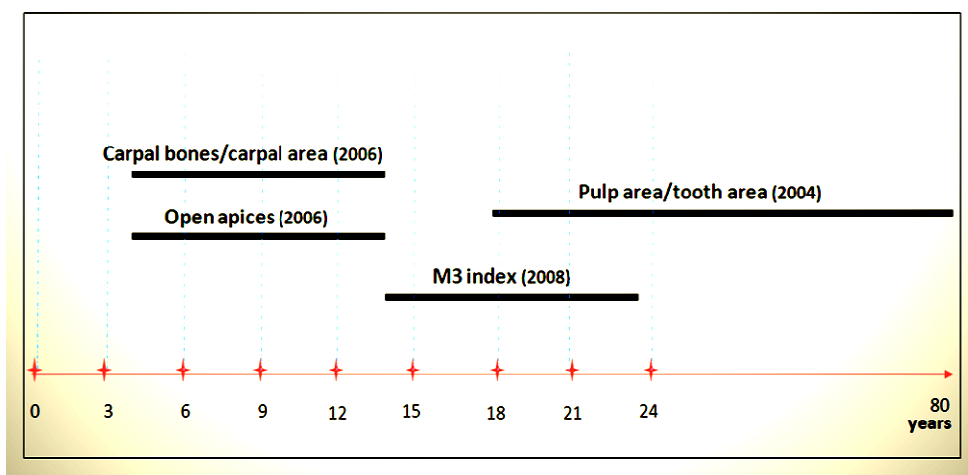 Carpal bones/carpal area (2006)
Pulp area/tooth area (2004)
Open apices (2006)
M3 index (2008)
0 3 6 9 12 15 18 21 24 80
years